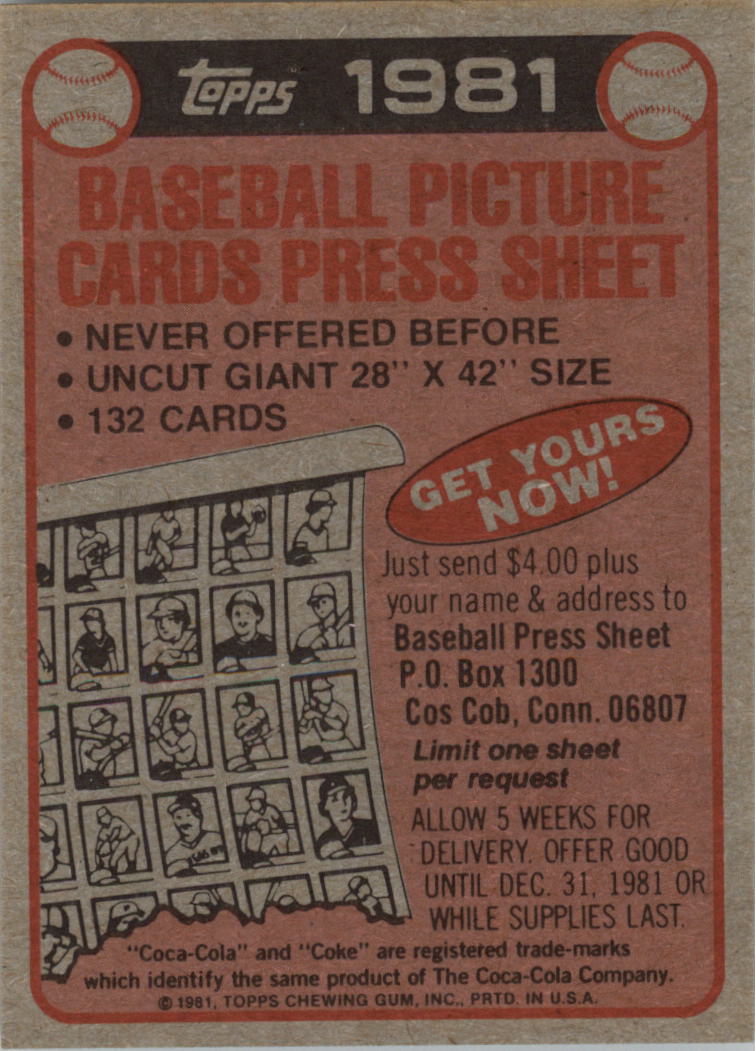 TOPPS 1981
BASEBALL PICTURE
CARDS PRESS SHEET
• NEVER OFFERED BEFORE
• UNCUT GIANT 28" X 42" SIZE
• 132 CARDS
GET YOURS
NOW!
Just send $4.00 plus
your name & address to
Baseball Press Sheet
P.O. Box 1300
Cos Cob, Conn. 06807
Limit one sheet
per request
ALLOW 5 WEEKS FOR
DELIVERY. OFFER GOOD
UNTIL DEC. 31, 1981 OR
WHILE SUPPLIES LAST.
"Coca-Cola" and "Coke" are registered trade-marks
which identify the same product of The Coca-Cola Company.
© 1981, TOPPS CHEWING GUM, INC., PRTD. IN U.S.A.